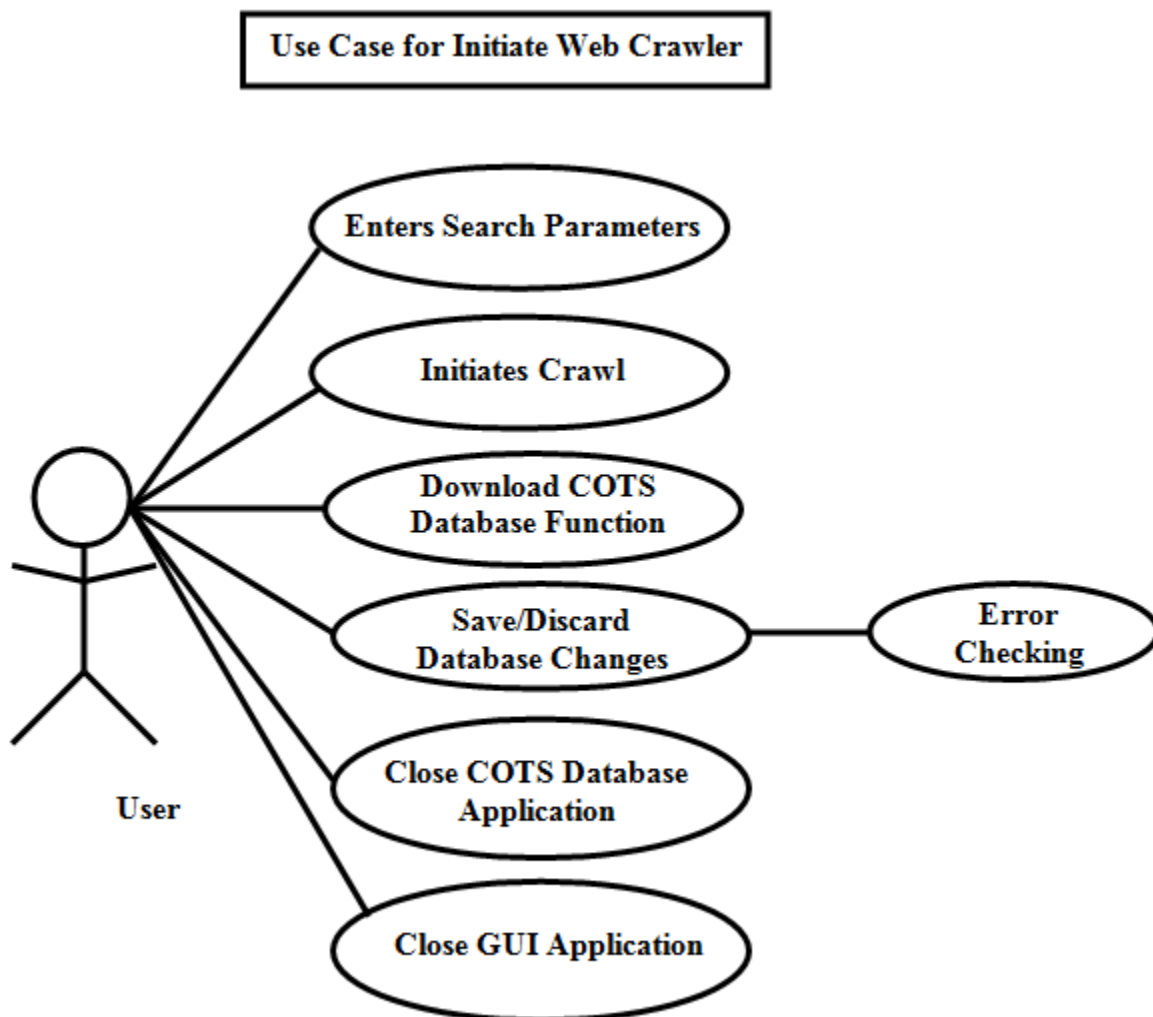 Use Case for Initiate Web Crawler
Enters Search Parameters
Initiates Crawl
Download COTS
Database Function
Save/Discard
Database Changes
Error
Checking
Close COTS Database
Application
User
Close GUI Application